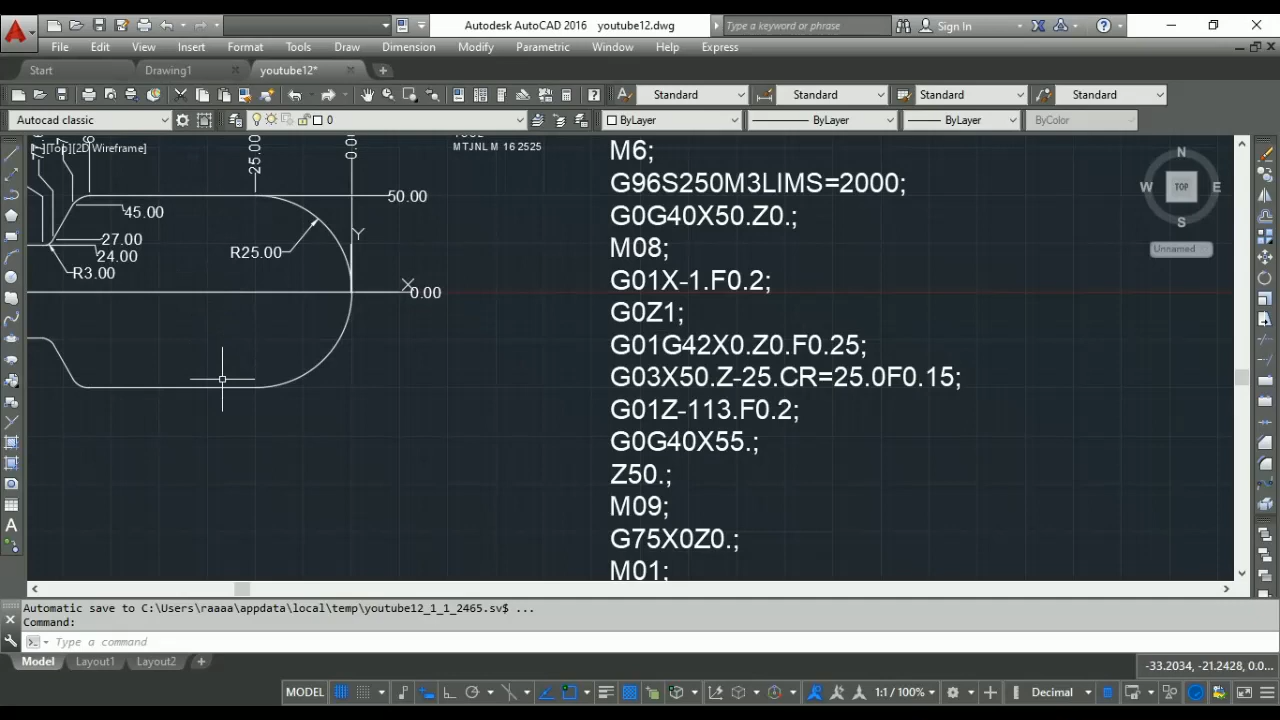 Autodesk AutoCAD 2016 youtube12.dwg
Type a keyword or phrase
Sign In
File Edit View Insert Format Tools Draw Dimension Modify Parametric Window Help Express
Start Drawing1 youtube12*
Standard Standard Standard Standard
Autocad classic 0 ByLayer ByLayer ByLayer ByColor
[Top][2D Wireframe]
25.00
0.00
50.00
45.00
27.00
24.00
R3.00
R25.00
Y
X
0.00
MTJNL M 16 2525
M6;
G96S250M3LIMS=2000;
G0G40X50.Z0.;
M08;
G01X-1.F0.2;
G0Z1;
G01G42X0.Z0.F0.25;
G03X50.Z-25.CR=25.0F0.15;
G01Z-113.F0.2;
G0G40X55.;
Z50.;
M09;
G75X0Z0.;
M01;
N
W TOP E
S
Unnamed
Automatic save to C:\Users\raaaa\appdata\local\temp\youtube12_1_1_2465.sv$ ...
Command:
Type a command
Model Layout1 Layout2
-33.2034, -21.2428, 0.0...
MODEL 1:1 / 100% Decimal